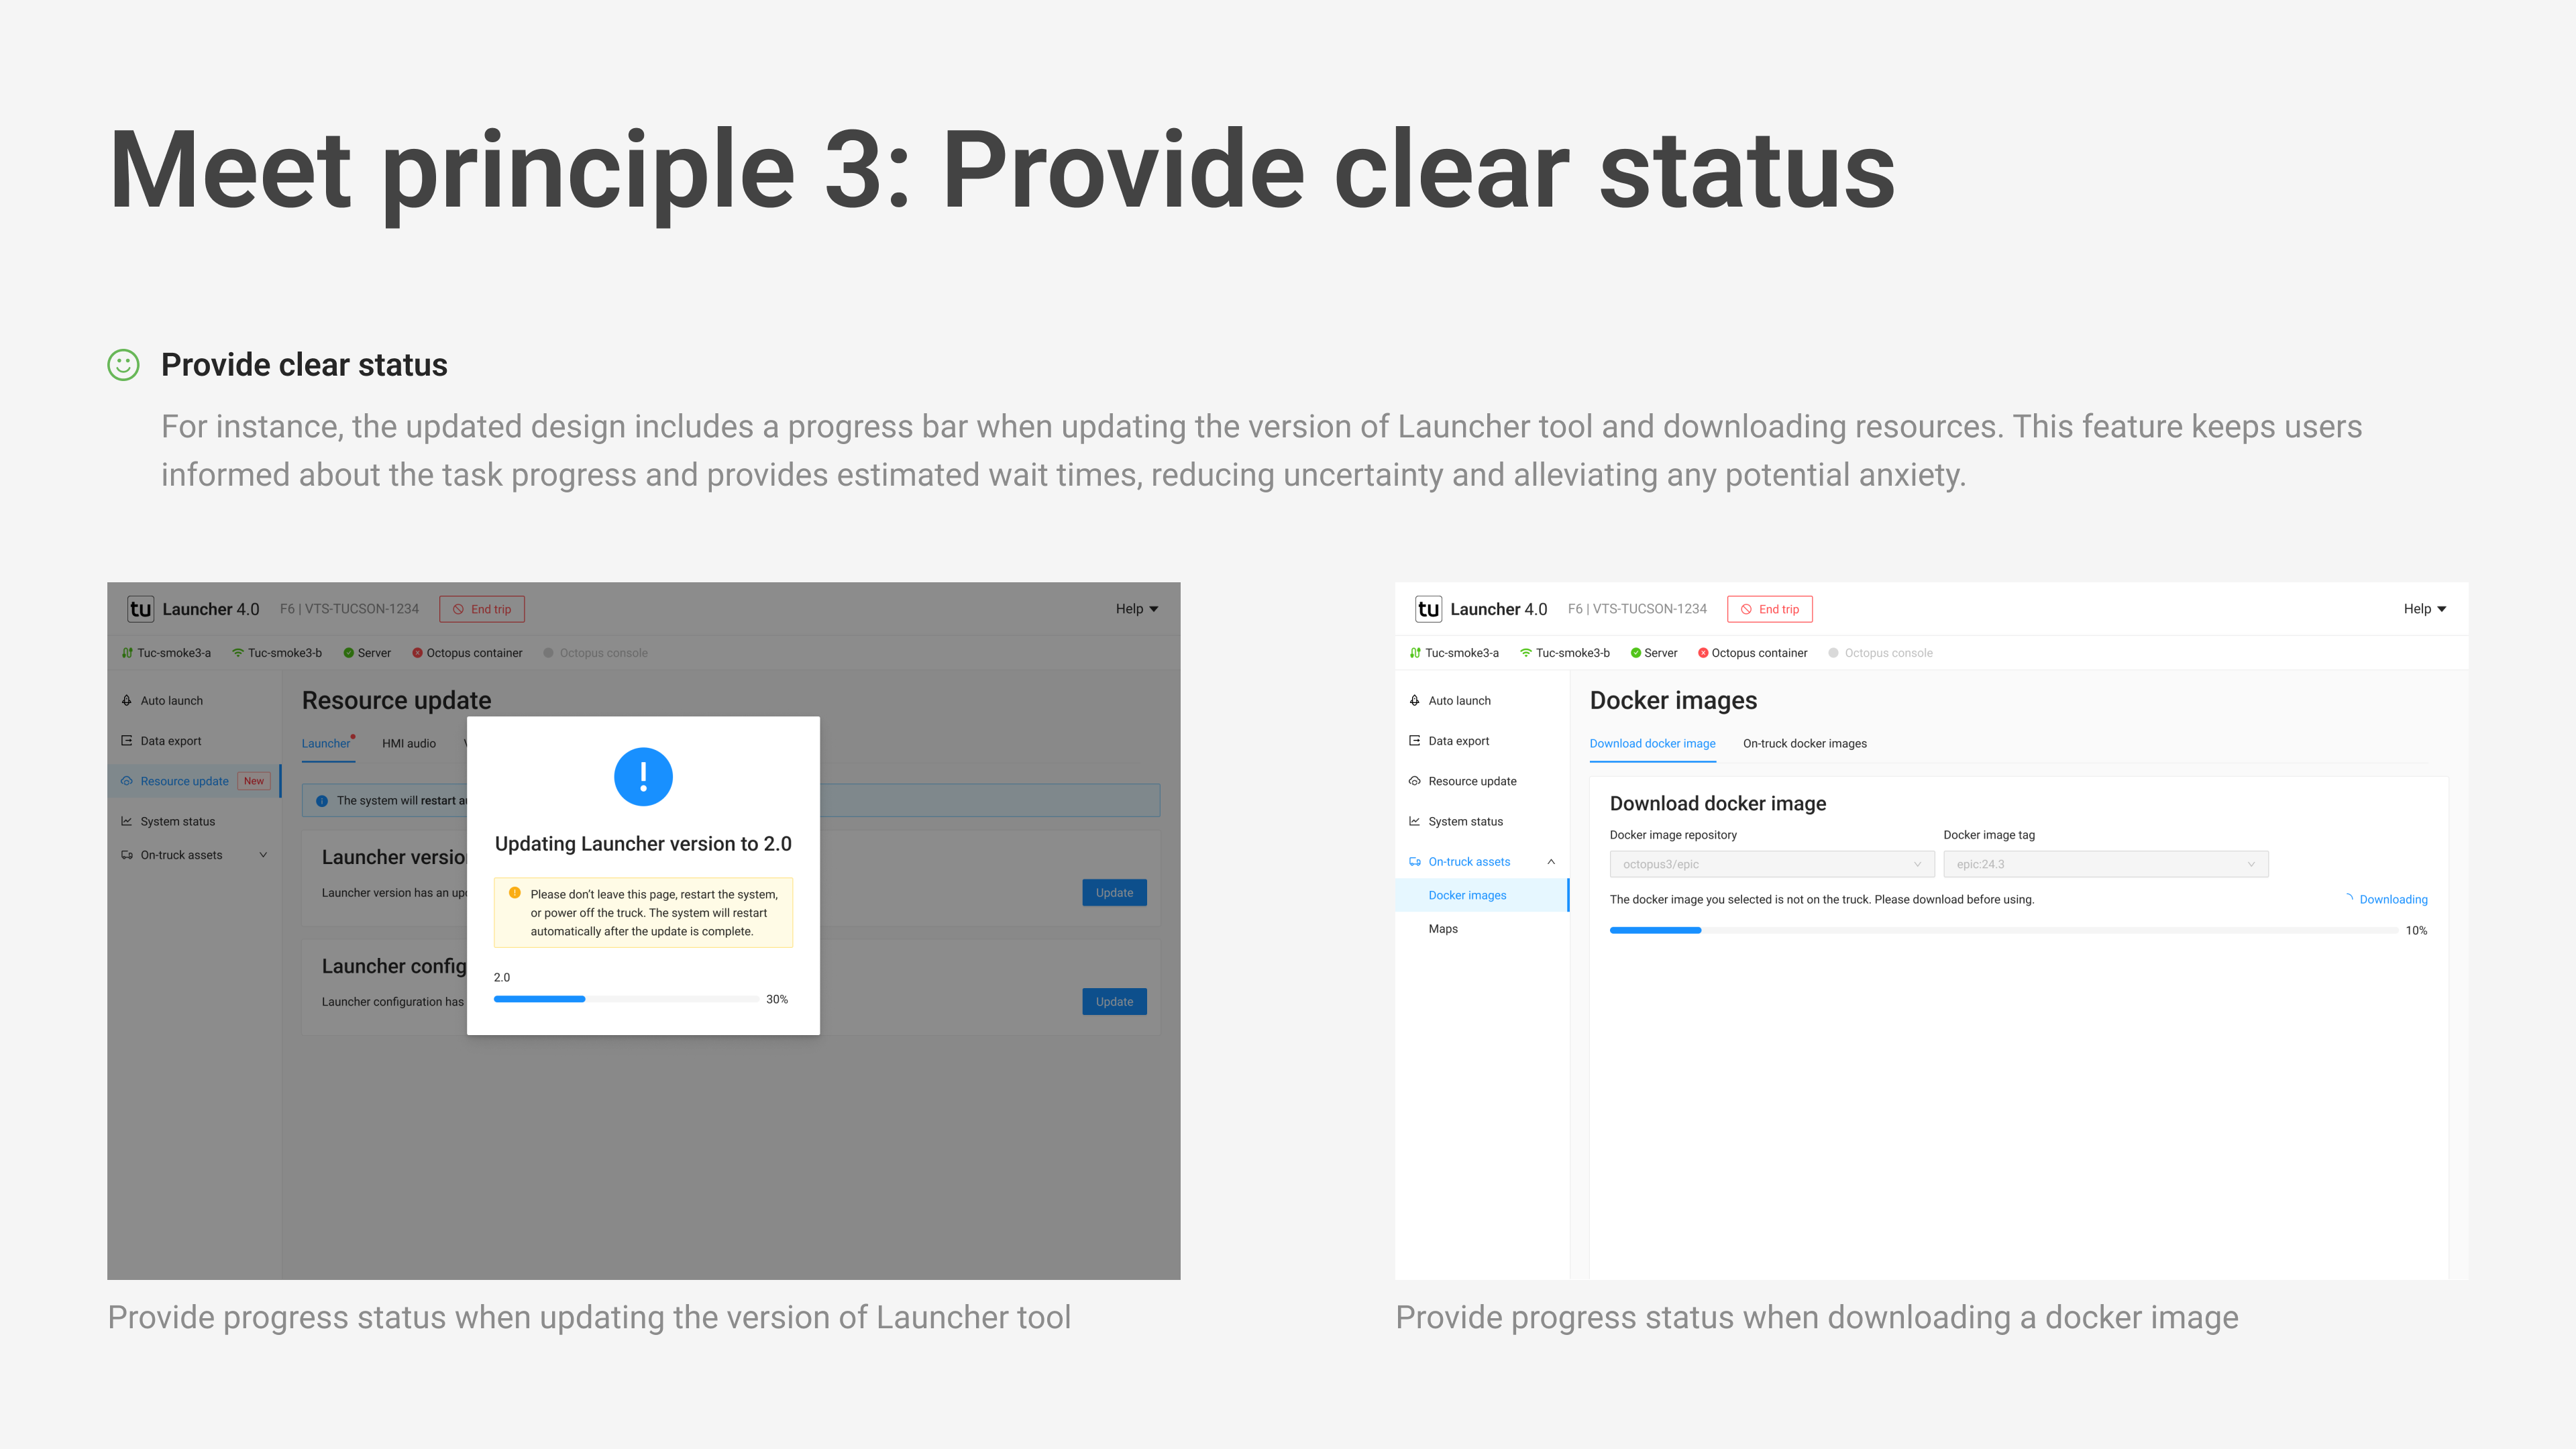 Meet principle 3: Provide clear status
Provide clear status
For instance, the updated design includes a progress bar when updating the version of Launcher tool and downloading resources. This feature keeps users
informed about the task progress and provides estimated wait times, reducing uncertainty and alleviating any potential anxiety.
tu Launcher 4.0 F6 | VTS-TUCSON-1234 End trip Help
Tuc-smoke3-a Tuc-smoke3-b Server Octopus container Octopus console
Auto launch
Data export
Resource update New
System status
On-truck assets
Resource update
Launcher HMI audio
The system will restart
Launcher
Launcher version has an
Update
Launcher
Launcher configuration has
Update
Updating Launcher version to 2.0
Please don't leave this page, restart the system,
or power off the truck. The system will restart
automatically after the update is complete.
2.0
30%
Provide progress status when updating the version of Launcher tool
tu Launcher 4.0 F6 | VTS-TUCSON-1234 End trip Help
Tuc-smoke3-a Tuc-smoke3-b Server Octopus container Octopus console
Auto launch
Data export
Resource update
System status
On-truck assets
Docker images
Maps
Docker images
Download docker image On-truck docker images
Download docker image
Docker image repository Docker image tag
octopus3/epic epic:24.3
The docker image you selected is not on the truck. Please download before using. Downloading
10%
Provide progress status when downloading a docker image